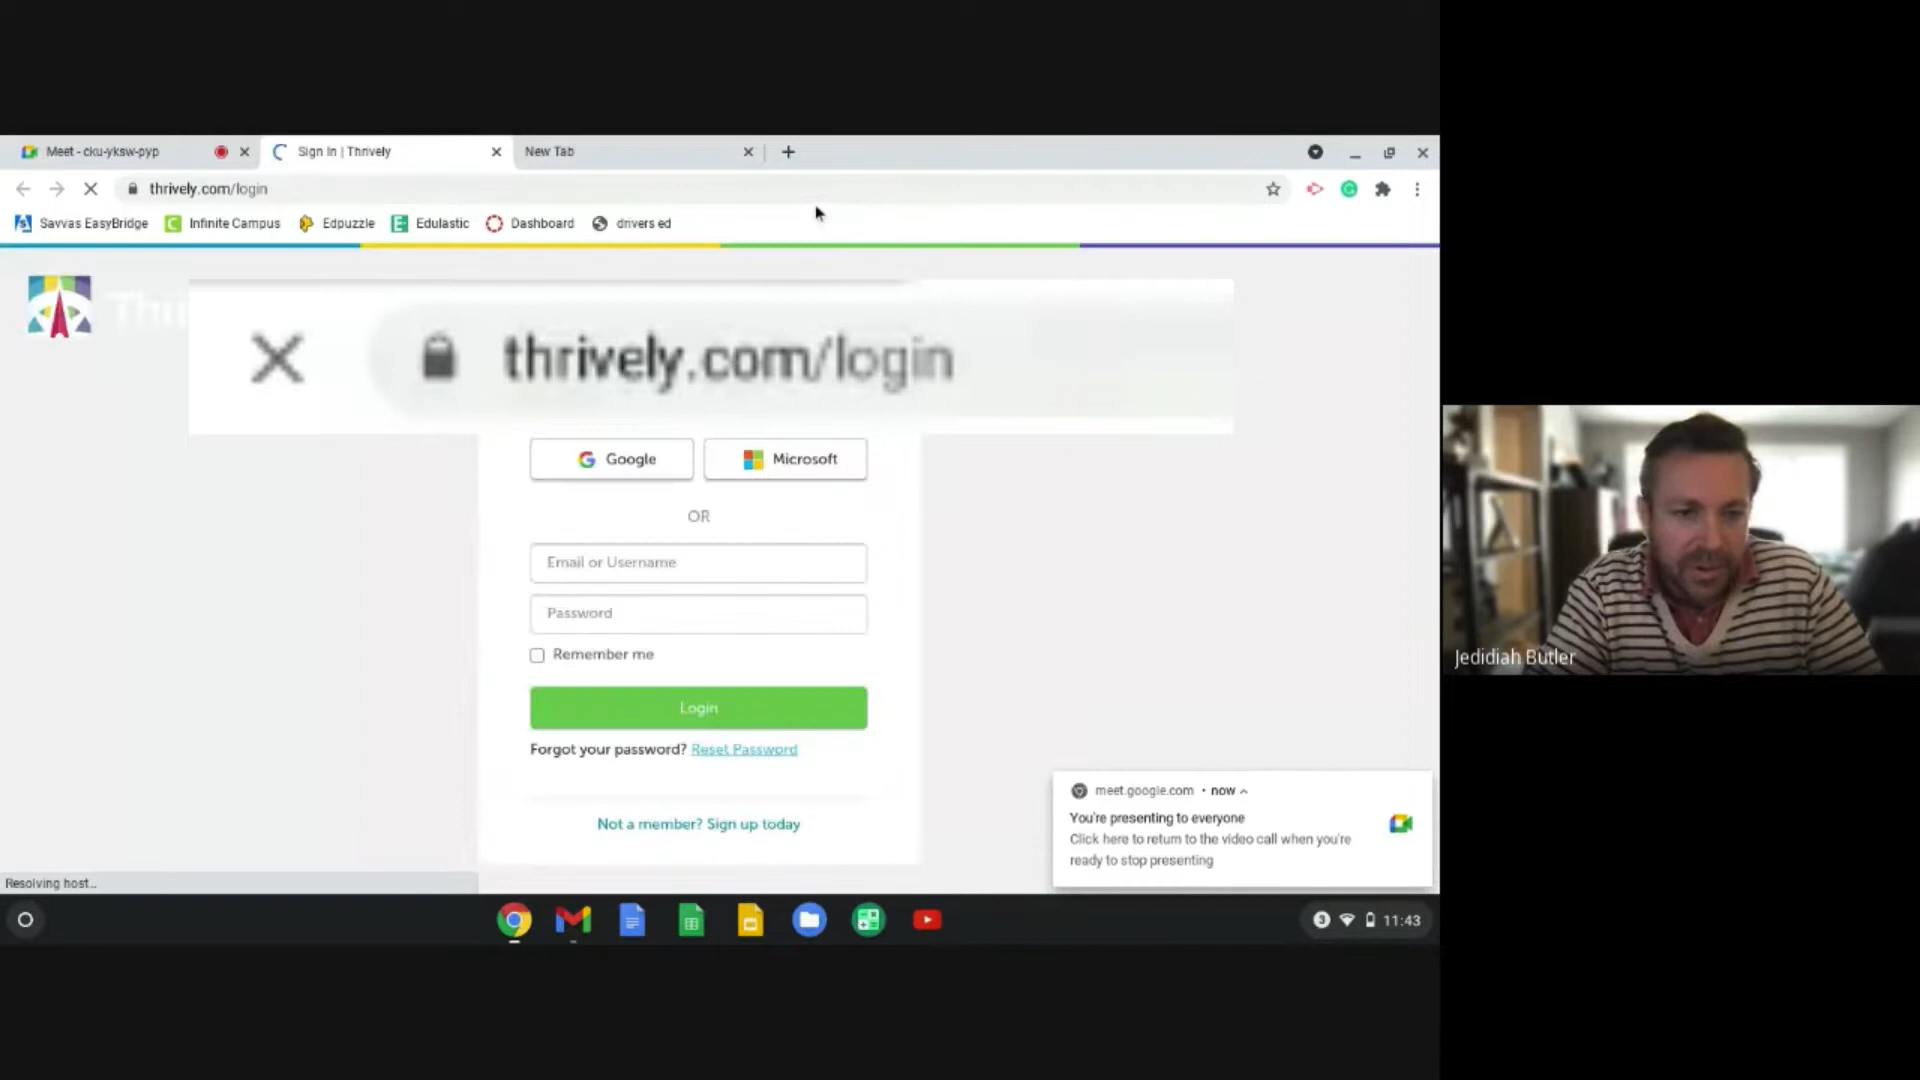 Meet - cku-yksw-pyp
Sign In | Thrively
New Tab
thrively.com/login
Savvas EasyBridge
Infinite Campus
Edpuzzle
Edulastic
Dashboard
drivers ed
thrively.com/login
Google
Microsoft
OR
Email or Username
Password
Remember me
Login
Forgot your password? Reset Password
Not a member? Sign up today
meet.google.com • now
You're presenting to everyone
Click here to return to the video call when you're
ready to stop presenting
Resolving host...
3
11:43
Jedidiah Butler